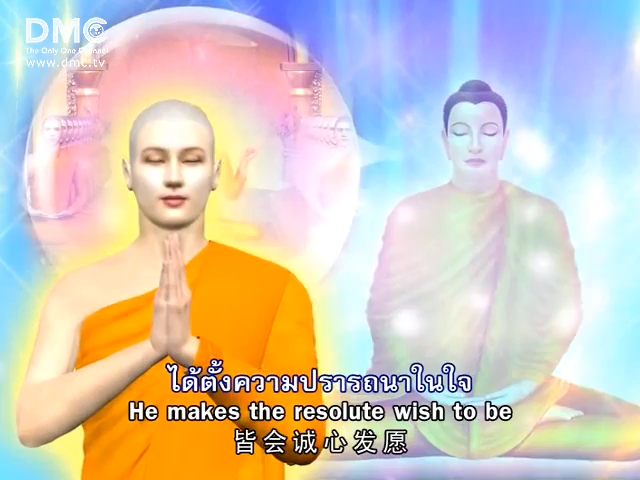 DMC
The Only One Channel
www.dmc.tv
ได้ตั้งความปรารถนาในใจ
He makes the resolute wish to be
皆会诚心发愿